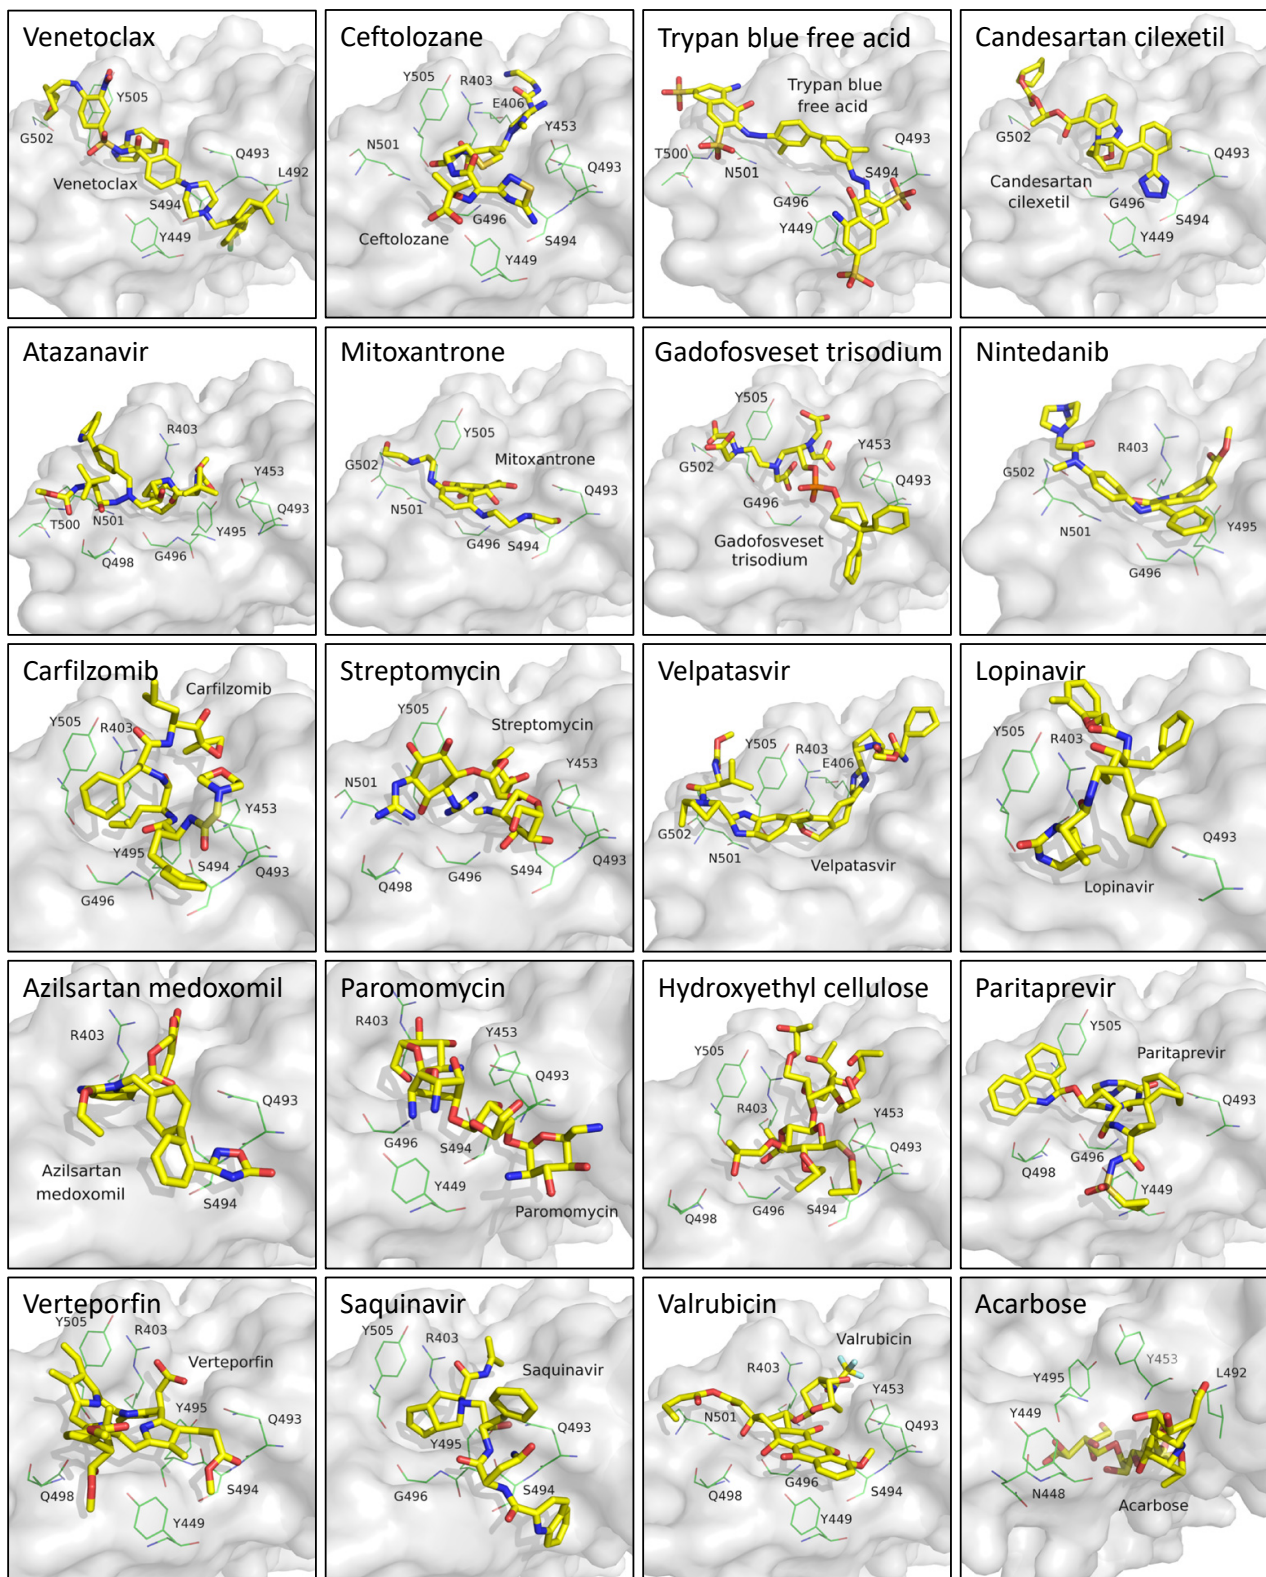 Venetoclax
Y505
G502
Q493
L492
Venetoclax
S494
Y449
Ceftolozane
Y505
R403
E406
Y453
N501
Q493
G496
S494
Ceftolozane
Y449
Trypan blue free acid
Trypan blue
free acid
Q493
T500
N501
S494
G496
Y449
Candesartan cilexetil
G502
Q493
Candesartan
cilexetil
G496
S494
Y449
Atazanavir
R403
Y453
T500
N501
Q493
Y495
Q498
G496
Mitoxantrone
Y505
G502
Mitoxantrone
Q493
N501
G496
S494
Gadofosveset trisodium
Y505
Y453
G502
Q493
G496
Gadofosveset
trisodium
Nintedanib
R403
G502
N501
Y495
G496
Carfilzomib
Carfilzomib
Y505
R403
Y453
Y495
S494
Q493
G496
Streptomycin
Y505
Streptomycin
N501
Y453
Q493
Q498
G496
S494
Velpatasvir
Y505
R403
E406
G502
N501
Velpatasvir
Lopinavir
Y505
R403
Q493
Lopinavir
Azilsartan medoxomil
R403
Q493
Azilsartan
medoxomil
S494
Paromomycin
R403
Y453
Q493
G496
S494
Y449
Paromomycin
Hydroxyethyl cellulose
Y505
R403
Y453
Q493
Q498
G496
S494
Paritaprevir
Y505
Paritaprevir
Q493
Q498
G496
Y449
Verteporfin
Y505
R403
Verteporfin
Y495
Q493
Q498
S494
Y449
Saquinavir
Y505
R403
Saquinavir
Q493
Y495
G496
S494
Valrubicin
Valrubicin
R403
Y453
N501
Q493
G496
Q498
S494
Y449
Acarbose
Y453
Y495
L492
Y449
N448
Acarbose